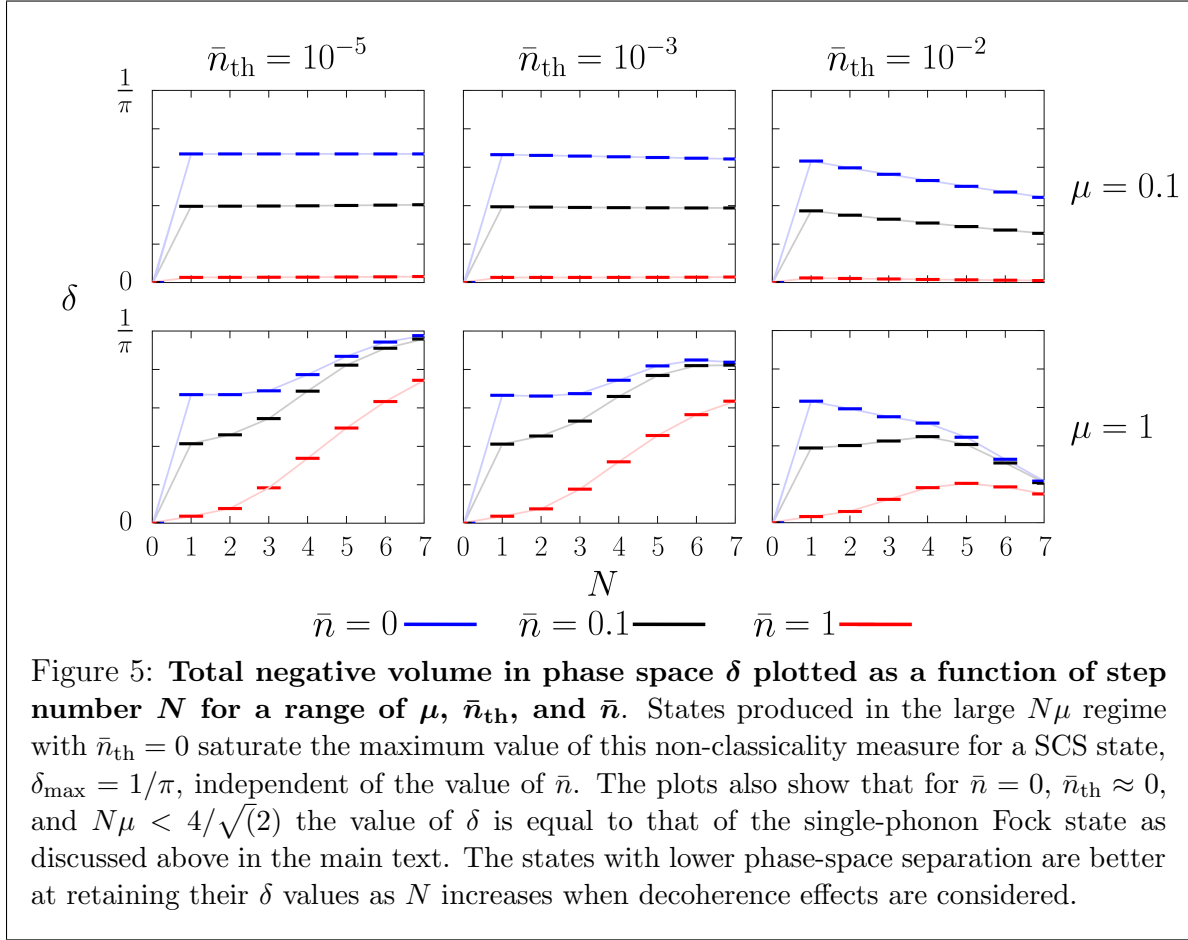 n̄th = 10⁻⁵ n̄th = 10⁻³ n̄th = 10⁻²
1/π
μ = 0.1
0
δ
1/π
μ = 1
0
0 1 2 3 4 5 6 7 0 1 2 3 4 5 6 7 0 1 2 3 4 5 6 7
N
n̄ = 0 n̄ = 0.1 n̄ = 1
Figure 5: Total negative volume in phase space δ plotted as a function of step
number N for a range of μ, n̄th, and n̄. States produced in the large Nμ regime
with n̄th = 0 saturate the maximum value of this non-classicality measure for a SCS state,
δmax = 1/π, independent of the value of n̄. The plots also show that for n̄ = 0, n̄th ≈ 0,
and Nμ < 4/√(2) the value of δ is equal to that of the single-phonon Fock state as
discussed above in the main text. The states with lower phase-space separation are better
at retaining their δ values as N increases when decoherence effects are considered.